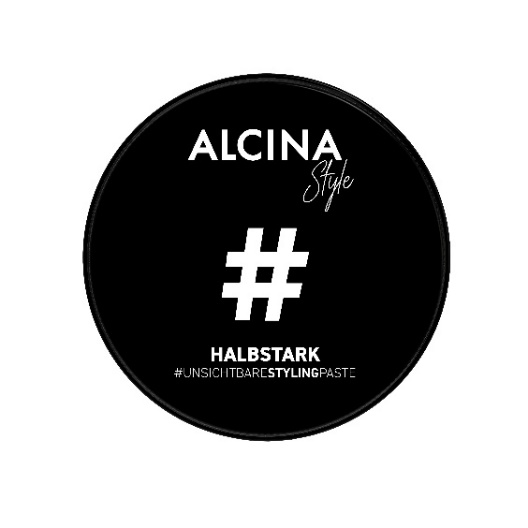 ALCINA
Style
#
HALBSTARK
#UNSICHTBARESTYLINGPASTE